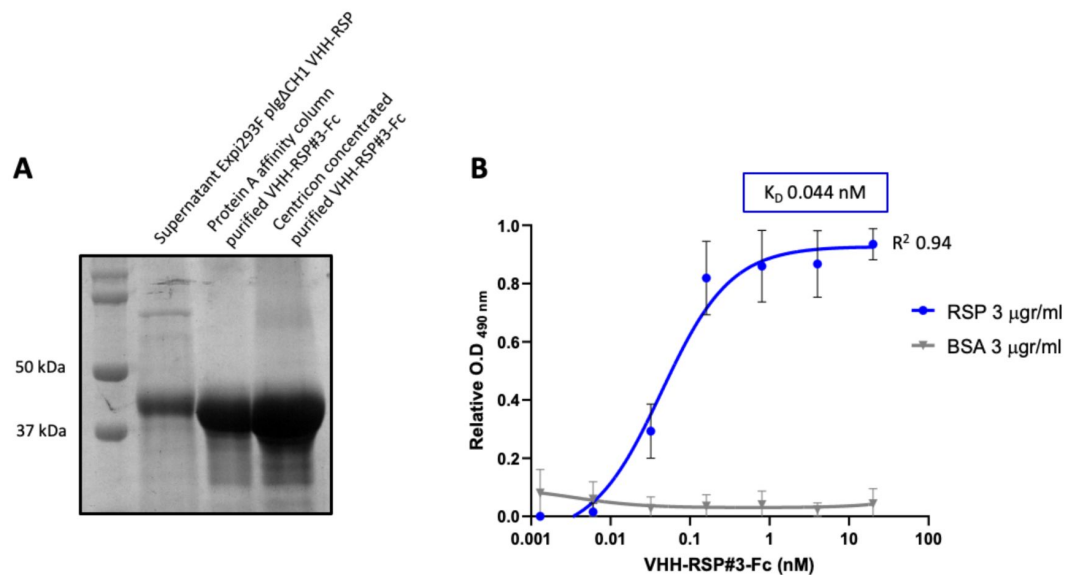 A
Supernatant Expi293F pIgΔCH1 VHH-RSP
Protein A affinity column
purified VHH-RSP#3-Fc
Centricon concentrated
purified VHH-RSP#3-Fc
50 kDa
37 kDa
B
K_D 0.044 nM
R² 0.94
Relative O.D 490 nm
1.0
0.8
0.6
0.4
0.2
0.00
0.001
0.01
0.1
1
10
100
VHH-RSP#3-Fc (nM)
RSP 3 µgr/ml
BSA 3 µgr/ml